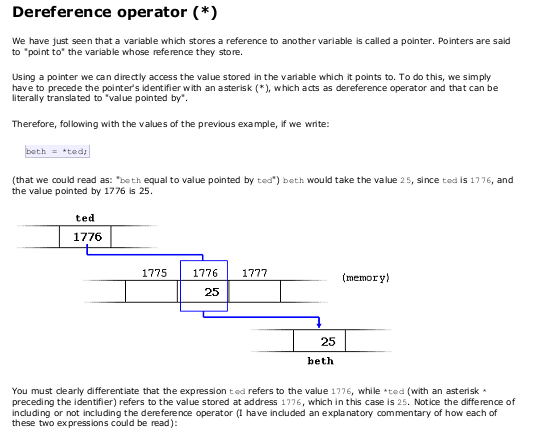 Dereference operator (*)
We have just seen that a variable which stores a reference to another variable is called a pointer. Pointers are said
to "point to" the variable whose reference they store.
Using a pointer we can directly access the value stored in the variable which it points to. To do this, we simply
have to precede the pointer's identifier with an asterisk (*), which acts as dereference operator and that can be
literally translated to "value pointed by".
Therefore, following with the values of the previous example, if we write:
beth = *ted;
(that we could read as: "beth equal to value pointed by ted") beth would take the value 25, since ted is 1776, and
the value pointed by 1776 is 25.
ted
1776
1775 1776 1777
(memory)
25
25
beth
You must clearly differentiate that the expression ted refers to the value 1776, while *ted (with an asterisk *
preceding the identifier) refers to the value stored at address 1776, which in this case is 25. Notice the difference of
including or not including the dereference operator (I have included an explanatory commentary of how each of
these two expressions could be read):